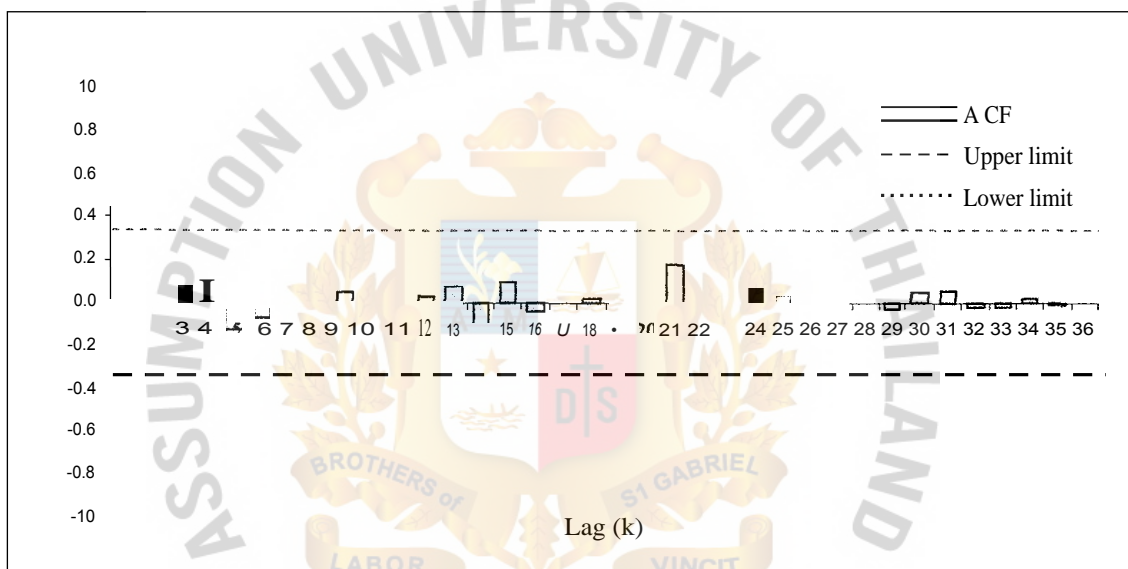 ASSUMPTION UNIVERSITY OF THAILAND
10
0.8
0.6
0.4
0.2
0.0
-0.2
-0.4
-0.6
-0.8
-10
A CF
Upper limit
Lower limit
3 4 6 7 8 9 10 11 12 13 15 16 U 18 • 21 22 24 25 26 27 28 29 30 31 32 33 34 35 36
Lag (k)
D S
BROTHERS of
S1 GABRIEL
LABOR
VINCIT